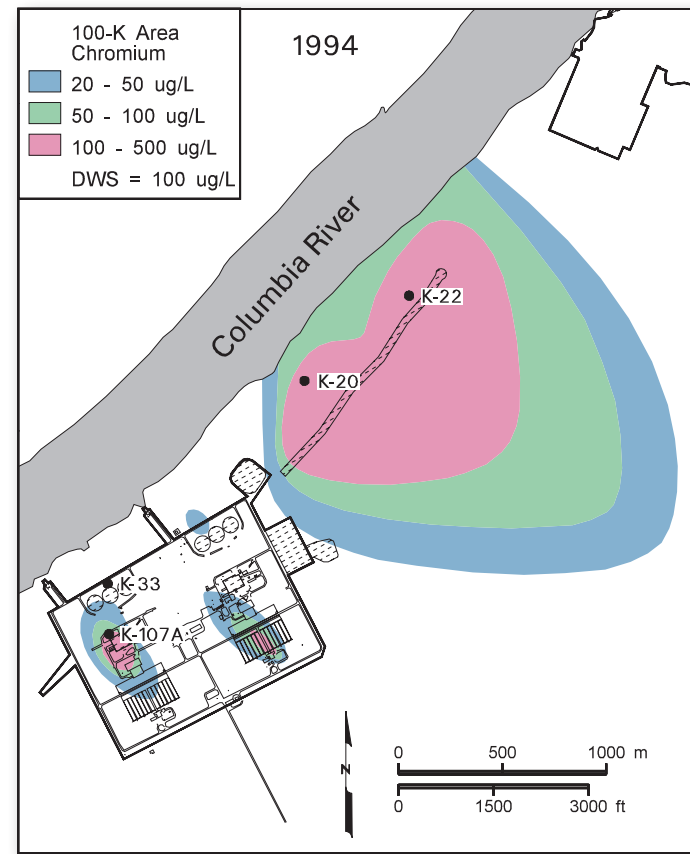 100-K Area
Chromium
20 - 50 ug/L
50 - 100 ug/L
100 - 500 ug/L
DWS = 100 ug/L
1994
Columbia River
K-22
K-20
K-33
K-107A
N
0 500 1000 m
0 1500 3000 ft